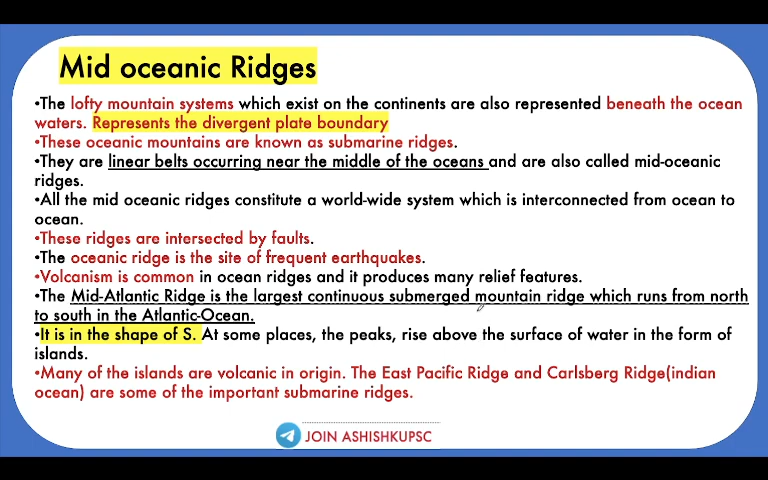 Mid oceanic Ridges
•The lofty mountain systems which exist on the continents are also represented beneath the ocean
waters. Represents the divergent plate boundary
•These oceanic mountains are known as submarine ridges.
•They are linear belts occurring near the middle of the oceans and are also called mid-oceanic
ridges.
•All the mid oceanic ridges constitute a world-wide system which is interconnected from ocean to
ocean.
•These ridges are intersected by faults.
•The oceanic ridge is the site of frequent earthquakes.
•Volcanism is common in ocean ridges and it produces many relief features.
•The Mid-Atlantic Ridge is the largest continuous submerged mountain ridge which runs from north
to south in the Atlantic-Ocean.
•It is in the shape of S. At some places, the peaks, rise above the surface of water in the form of
islands.
•Many of the islands are volcanic in origin. The East Pacific Ridge and Carlsberg Ridge(indian
ocean) are some of the important submarine ridges.
JOIN ASHISHKUPSC